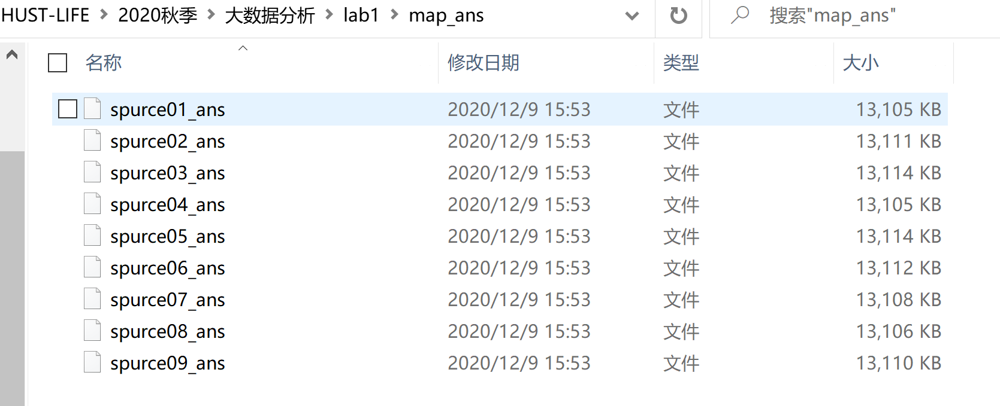 HUST-LIFE > 2020秋季 > 大数据分析 > lab1 > map_ans 搜索"map_ans"
名称 修改日期 类型 大小
spurce01_ans 2020/12/9 15:53 文件 13,105 KB
spurce02_ans 2020/12/9 15:53 文件 13,111 KB
spurce03_ans 2020/12/9 15:53 文件 13,114 KB
spurce04_ans 2020/12/9 15:53 文件 13,105 KB
spurce05_ans 2020/12/9 15:53 文件 13,114 KB
spurce06_ans 2020/12/9 15:53 文件 13,112 KB
spurce07_ans 2020/12/9 15:53 文件 13,108 KB
spurce08_ans 2020/12/9 15:53 文件 13,106 KB
spurce09_ans 2020/12/9 15:53 文件 13,110 KB